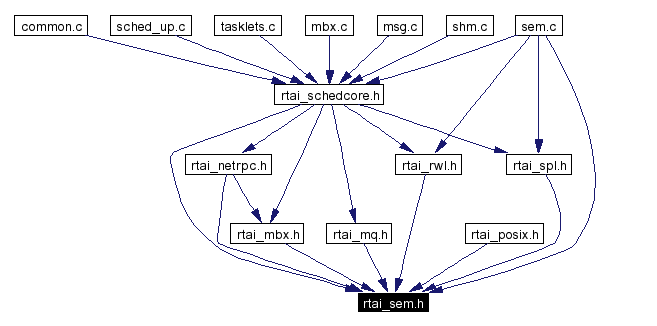 common.c sched_up.c tasklets.c mbx.c msg.c shm.c sem.c
rtai_schedcore.h
rtai_netrpc.h rtai_rwl.h rtai_spl.h
rtai_mbx.h rtai_mq.h rtai_posix.h
rtai_sem.h